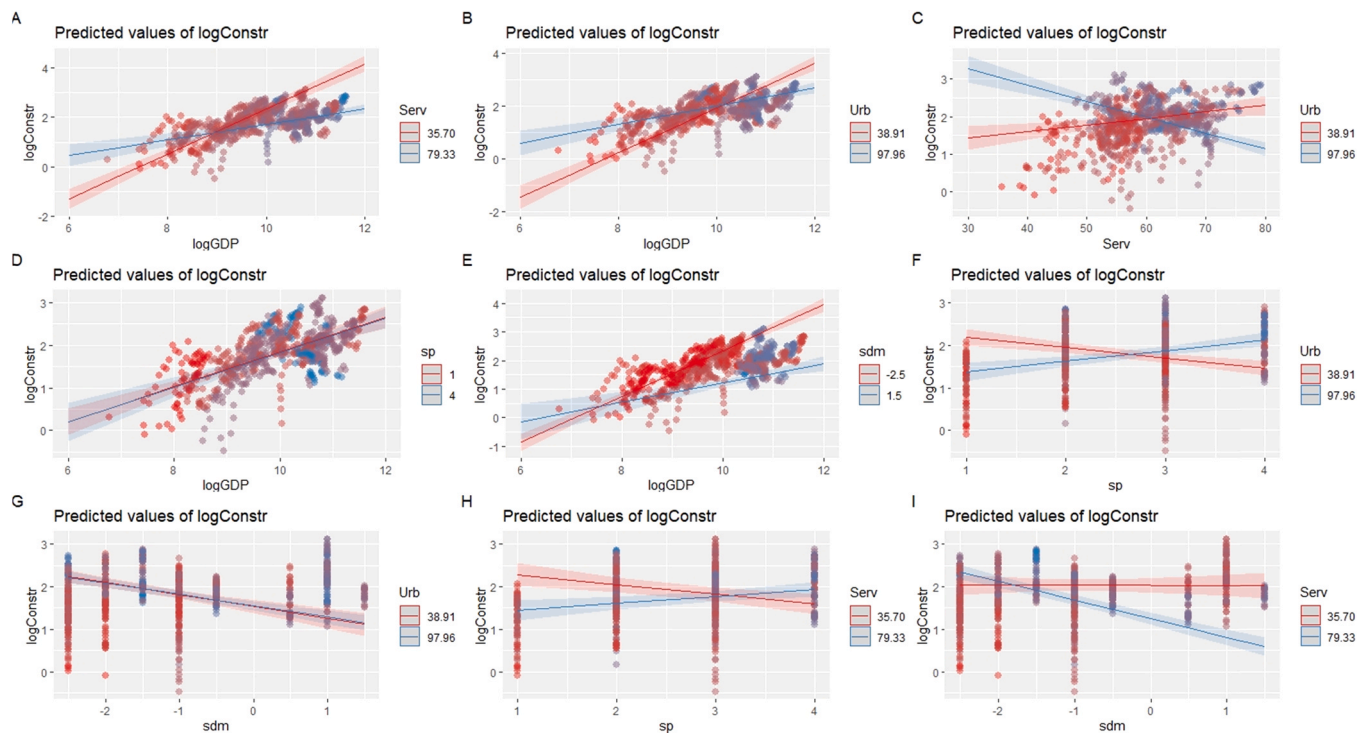 A
Predicted values of logConstr
4
2
0
-2
logConstr
6
8
10
12
logGDP
Serv
35.70
79.33
B
Predicted values of logConstr
4
2
0
-2
logConstr
6
8
10
12
logGDP
Urb
38.91
97.96
C
Predicted values of logConstr
3
2
1
0
logConstr
30
40
50
60
70
80
Serv
Urb
38.91
97.96
D
Predicted values of logConstr
3
2
1
0
logConstr
6
8
10
12
logGDP
sp
1
4
E
Predicted values of logConstr
4
3
2
1
0
-1
logConstr
6
8
10
12
logGDP
sdm
-2.5
1.5
F
Predicted values of logConstr
3
2
1
0
logConstr
1
2
3
4
sp
Urb
38.91
97.96
G
Predicted values of logConstr
3
2
1
0
logConstr
-2
-1
0
1
sdm
Urb
38.91
97.96
H
Predicted values of logConstr
3
2
1
0
logConstr
1
2
3
4
sp
Serv
35.70
79.33
I
Predicted values of logConstr
3
2
1
0
logConstr
-2
-1
0
1
sdm
Serv
35.70
79.33